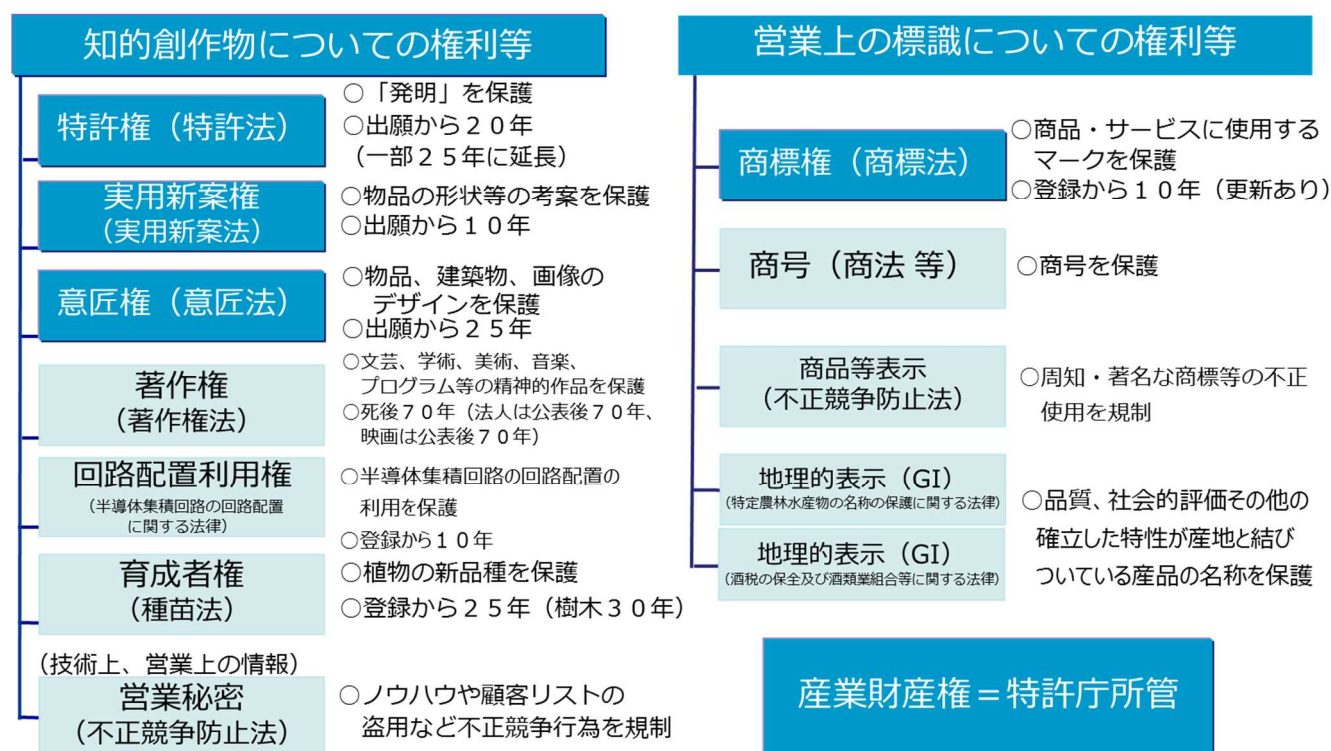 知的創作物についての権利等
特許権（特許法）
○「発明」を保護
○出願から２０年
（一部２５年に延長）
実用新案権
（実用新案法）
○物品の形状等の考案を保護
○出願から１０年
意匠権（意匠法）
○物品、建築物、画像の
デザインを保護
○出願から２５年
著作権
（著作権法）
○文芸、学術、美術、音楽、
プログラム等の精神的作品を保護
○死後７０年（法人は公表後７０年、
映画は公表後７０年）
回路配置利用権
（半導体集積回路の回路配置
に関する法律）
○半導体集積回路の回路配置の
利用を保護
○登録から１０年
育成者権
（種苗法）
○植物の新品種を保護
○登録から２５年（樹木３０年）
（技術上、営業上の情報）
営業秘密
（不正競争防止法）
○ノウハウや顧客リストの
盗用など不正競争行為を規制
営業上の標識についての権利等
商標権（商標法）
○商品・サービスに使用する
マークを保護
○登録から１０年（更新あり）
商号（商法 等）
○商号を保護
商品等表示
（不正競争防止法）
○周知・著名な商標等の不正
使用を規制
地理的表示（GI）
（特定農林水産物の名称の保護に関する法律）
地理的表示（GI）
（酒税の保全及び酒類業組合等に関する法律）
○品質、社会的評価その他の
確立した特性が産地と結び
ついている産品の名称を保護
産業財産権＝特許庁所管